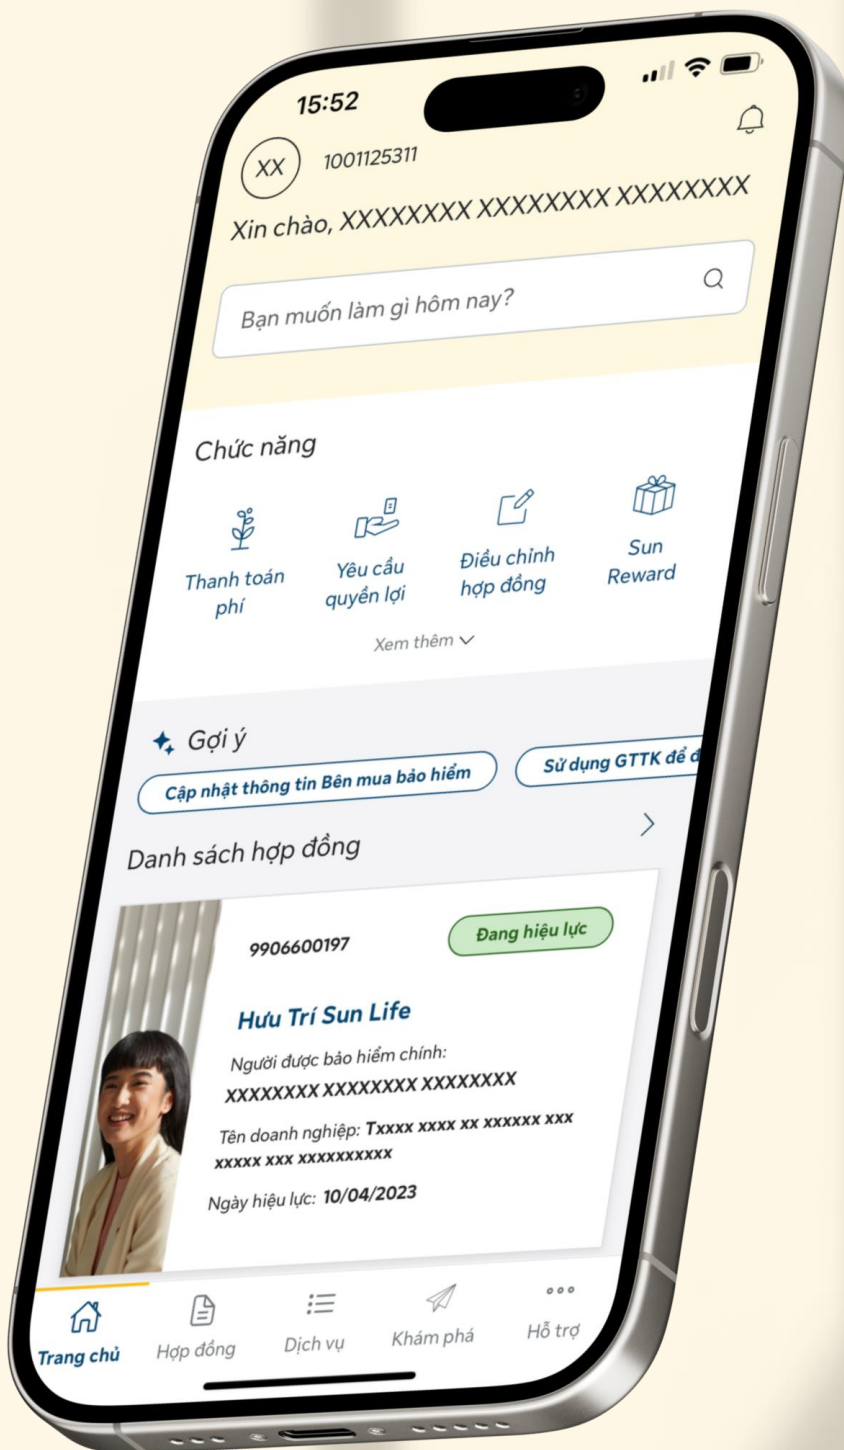 15:52
XX
1001125311
Xin chào, XXXXXXXX XXXXXXXX XXXXXXXX
Bạn muốn làm gì hôm nay?
Chức năng
Thanh toán
phí
Yêu cầu
quyền lợi
Điều chỉnh
hợp đồng
Sun
Reward
Xem thêm
Gợi ý
Cập nhật thông tin Bên mua bảo hiểm
Sử dụng GTTK để đ
Danh sách hợp đồng
9906600197
Đang hiệu lực
Hưu Trí Sun Life
Người được bảo hiểm chính:
XXXXXXXX XXXXXXXX XXXXXXXX
Tên doanh nghiệp: Txxxx xxxx xx xxxxxx xxx
xxxxx xxx xxxxxxxxxx
Ngày hiệu lực: 10/04/2023
Trang chủ
Hợp đồng
Dịch vụ
Khám phá
Hỗ trợ